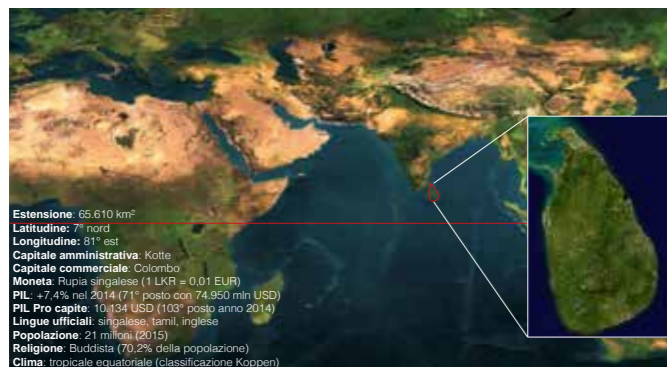 Estensione: 65.610 km²
Latitudine: 7° nord
Longitudine: 81° est
Capitale amministrativa: Kotte
Capitale commerciale: Colombo
Moneta: Rupia singalese (1 LKR = 0,01 EUR)
PIL: +7,4% nel 2014 (71° posto con 74.950 mln USD)
PIL Pro capite: 10.134 USD (103° posto anno 2014)
Lingue ufficiali: singalese, tamil, inglese
Popolazione: 21 milioni (2015)
Religione: Buddista (70,2% della popolazione)
Clima: tropicale equatoriale (classificazione Koppen)